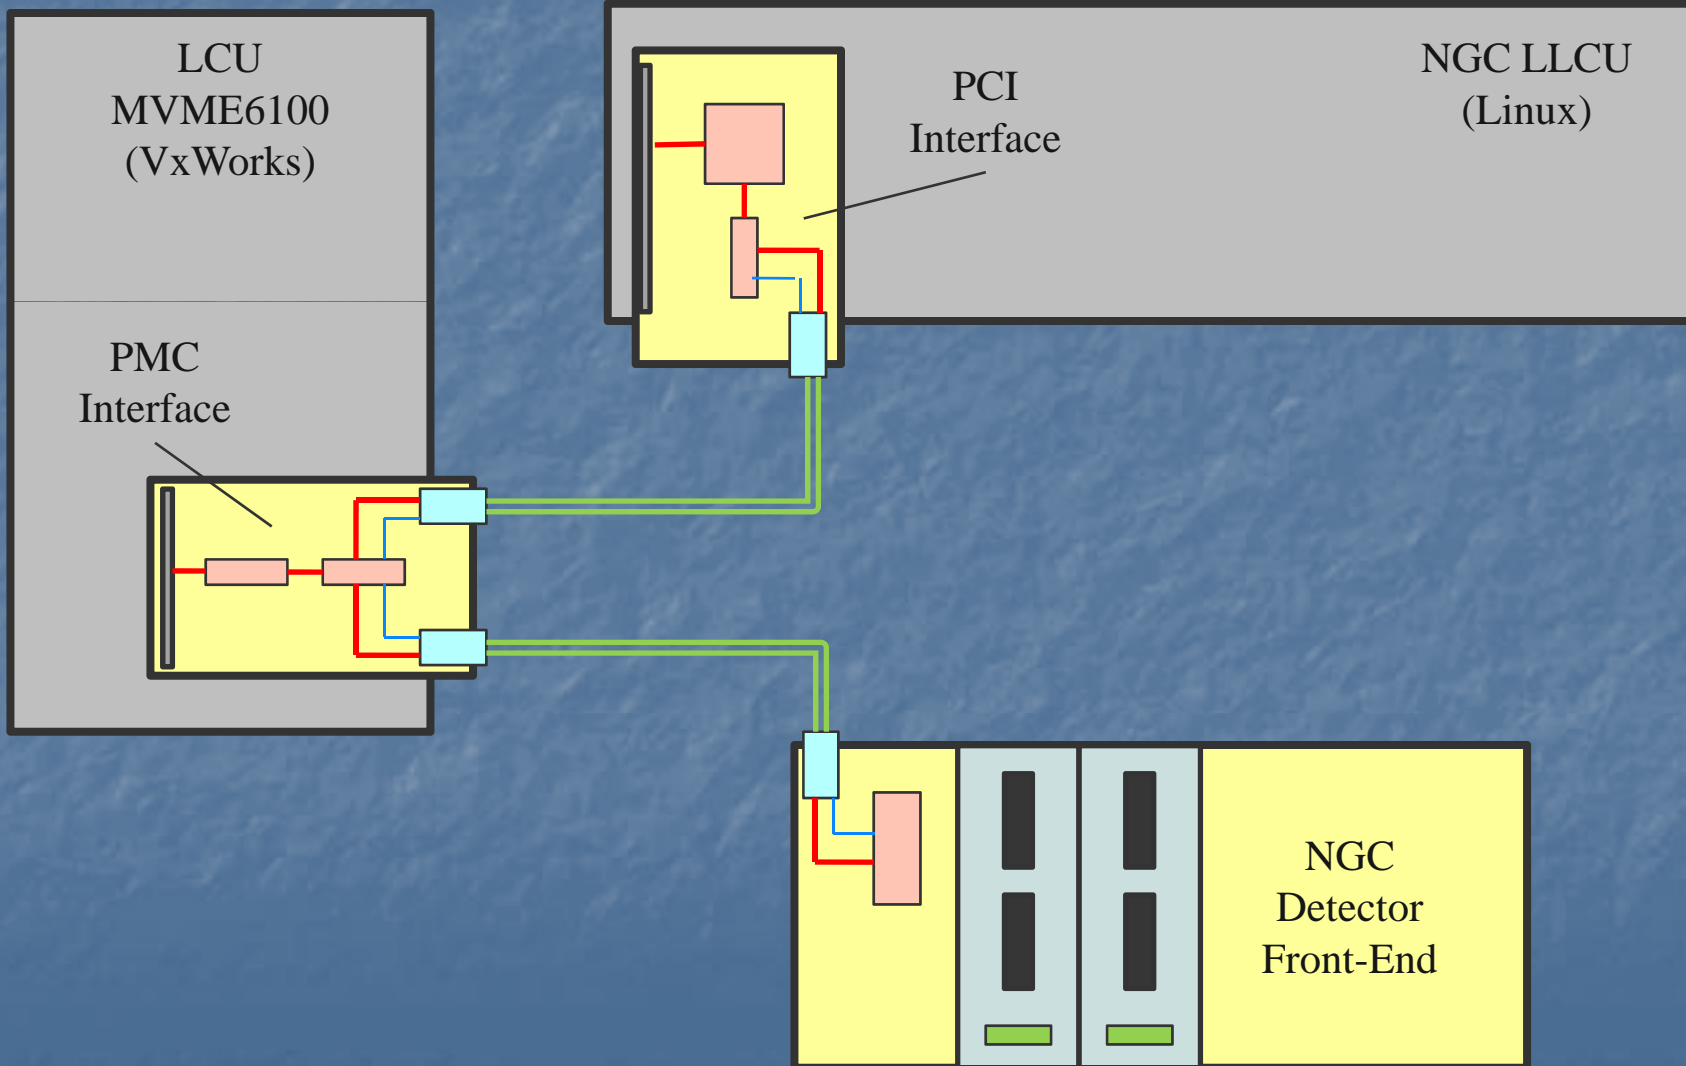 LCU
MVME6100
(VxWorks)
PCI
Interface
NGC LLCU
(Linux)
PMC
Interface
NGC
Detector
Front-End